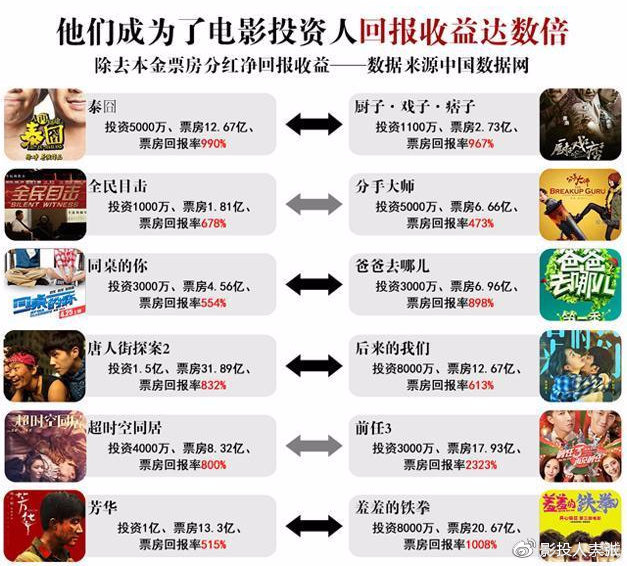 他们成为了电影投资人回报收益达数倍
除去本金票房分红净回报收益——数据来源中国数据网
泰囧
投资5000万、票房12.67亿、
票房回报率990%
厨子·戏子·痞子
投资1100万、票房2.73亿、
票房回报率967%
全民目击
SILENT WITNESS
全民目击
投资1000万、票房1.81亿、
票房回报率678%
分手大师
投资5000万、票房6.66亿、
票房回报率473%
分手大师
BREAKUP GURU
同桌的你
投资3000万、票房4.56亿、
票房回报率554%
爸爸去哪儿
投资3000万、票房6.96亿、
票房回报率898%
爸爸去哪儿
第一季
唐人街探案2
投资1.5亿、票房31.89亿、
票房回报率832%
后来的我们
投资8000万、票房12.67亿、
票房回报率613%
超时空同居
超时空同居
投资4000万、票房8.32亿、
票房回报率800%
前任3
投资3000万、票房17.93亿、
票房回报率2323%
芳华
芳华
投资1亿、票房13.3亿、
票房回报率515%
羞羞的铁拳
投资8000万、票房20.67亿、
票房回报率1008%
羞羞的铁拳